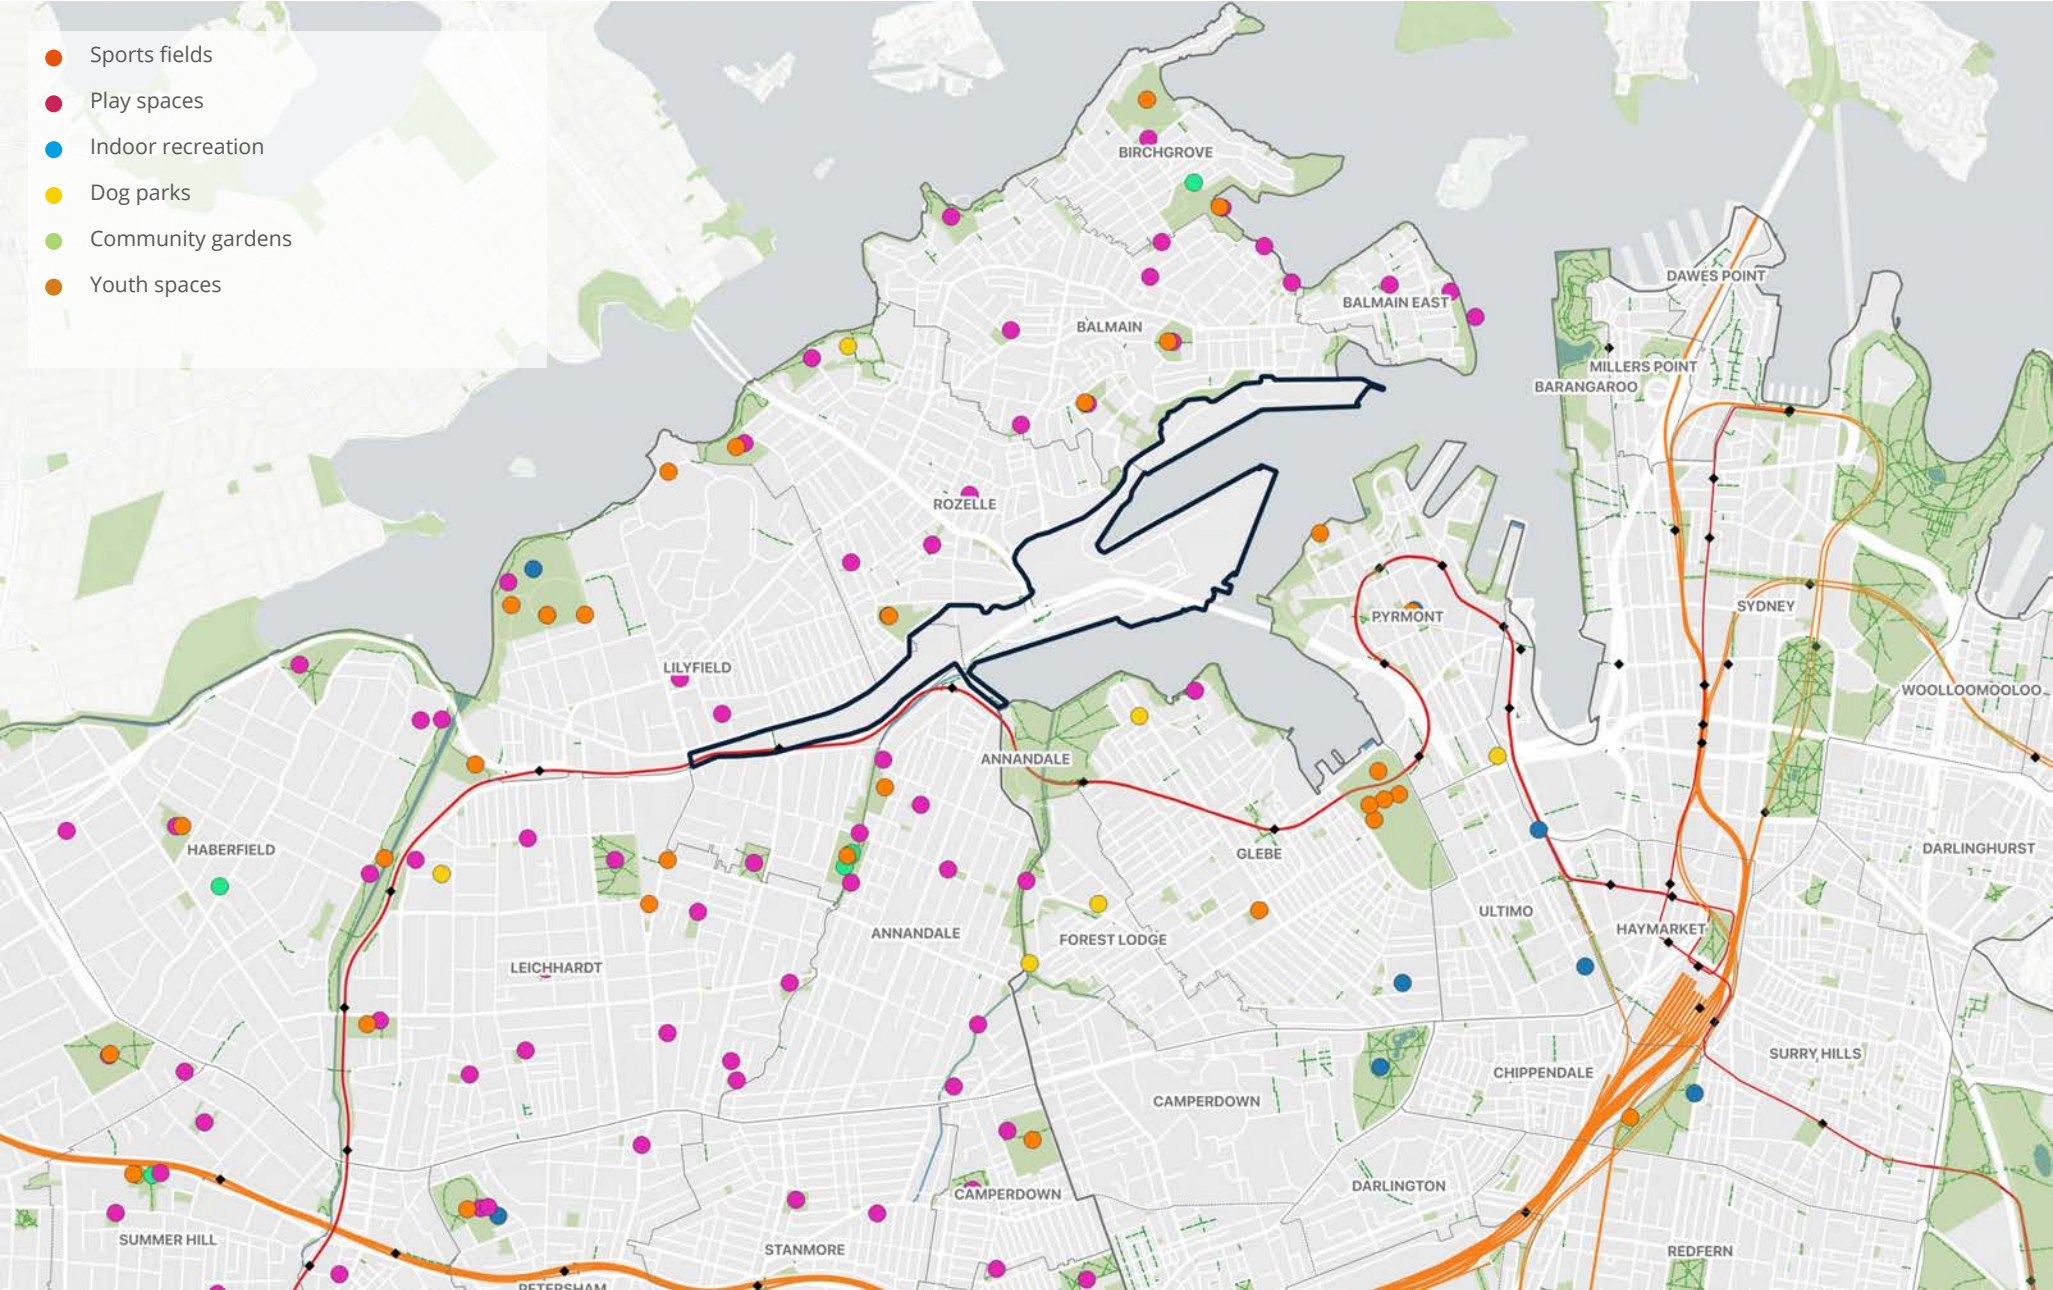 Sports fields
Play spaces
Indoor recreation
Dog parks
Community gardens
Youth spaces
BIRCHGROVE
DAWES POINT
BALMAIN EAST
BALMAIN
MILLERS POINT
BARANGAROO
ROZELLE
SYDNEY
PYRMONT
LILYFIELD
WOOLLOOMOOLOO
ANNANDALE
HABERFIELD
GLEBE
DARLINGHURST
ULTIMO
HAYMARKET
ANNANDALE
FOREST LODGE
LEICHHARDT
SURRY HILLS
CHIPPENDALE
CAMPERDOWN
DARLINGTON
CAMPERDOWN
SUMMER HILL
STANMORE
REDFERN
PETERSHAM